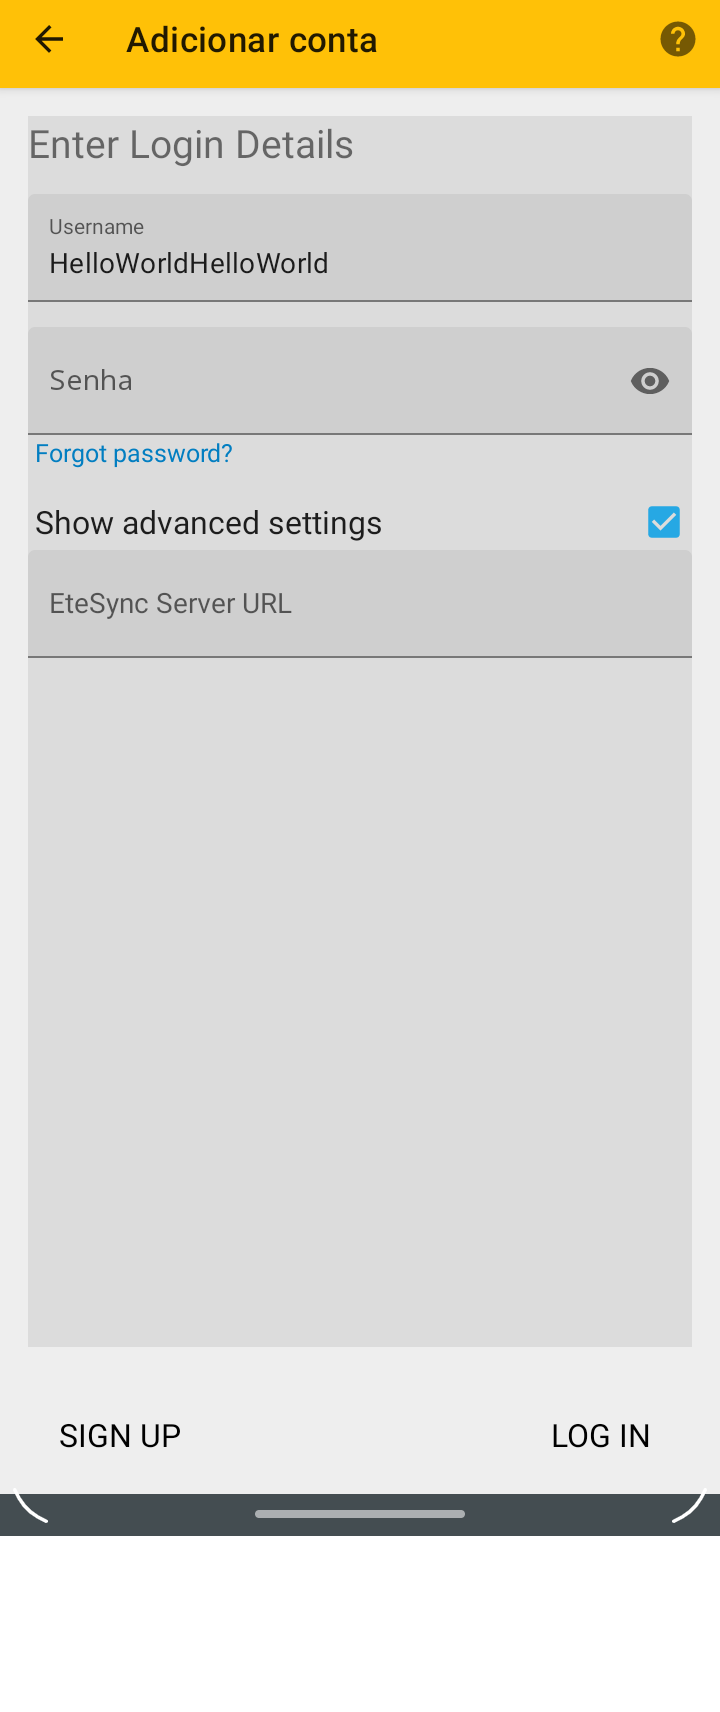 Adicionar conta
Enter Login Details
Username
HelloWorldHelloWorld
Senha
Forgot password?
Show advanced settings
EteSync Server URL
SIGN UP
LOG IN